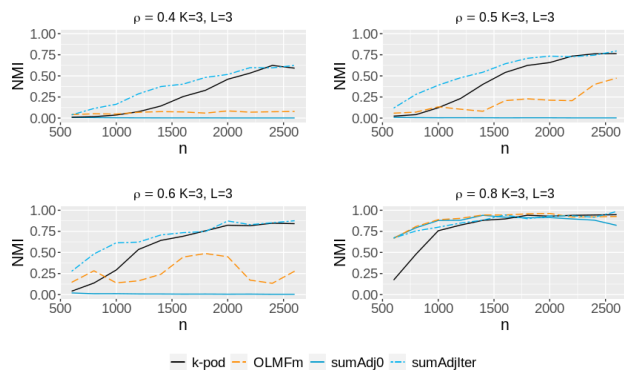 ρ = 0.4 K=3, L=3
ρ = 0.5 K=3, L=3
NMI
1.00
0.75
0.50
0.25
0.00
500 1000 1500 2000 2500
n
NMI
1.00
0.75
0.50
0.25
0.00
500 1000 1500 2000 2500
n
ρ = 0.6 K=3, L=3
ρ = 0.8 K=3, L=3
NMI
1.00
0.75
0.50
0.25
0.00
500 1000 1500 2000 2500
n
NMI
1.00
0.75
0.50
0.25
0.00
500 1000 1500 2000 2500
n
k-pod OLMFm sumAdj0 sumAdjIter